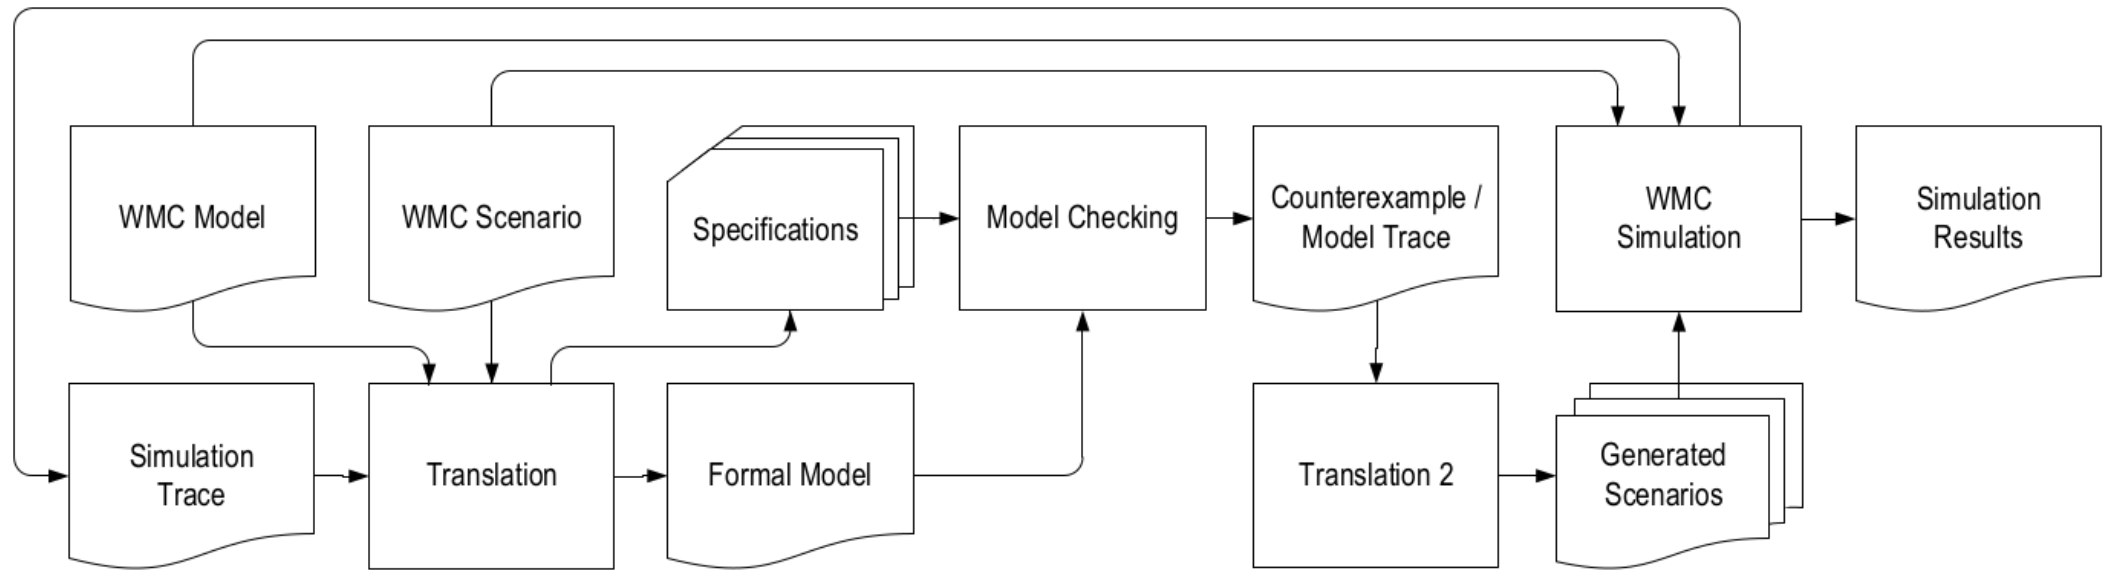 WMC Model
WMC Scenario
Specifications
Model Checking
Counterexample /
Model Trace
WMC
Simulation
Simulation
Results
Simulation
Trace
Translation
Formal Model
Translation 2
Generated
Scenarios